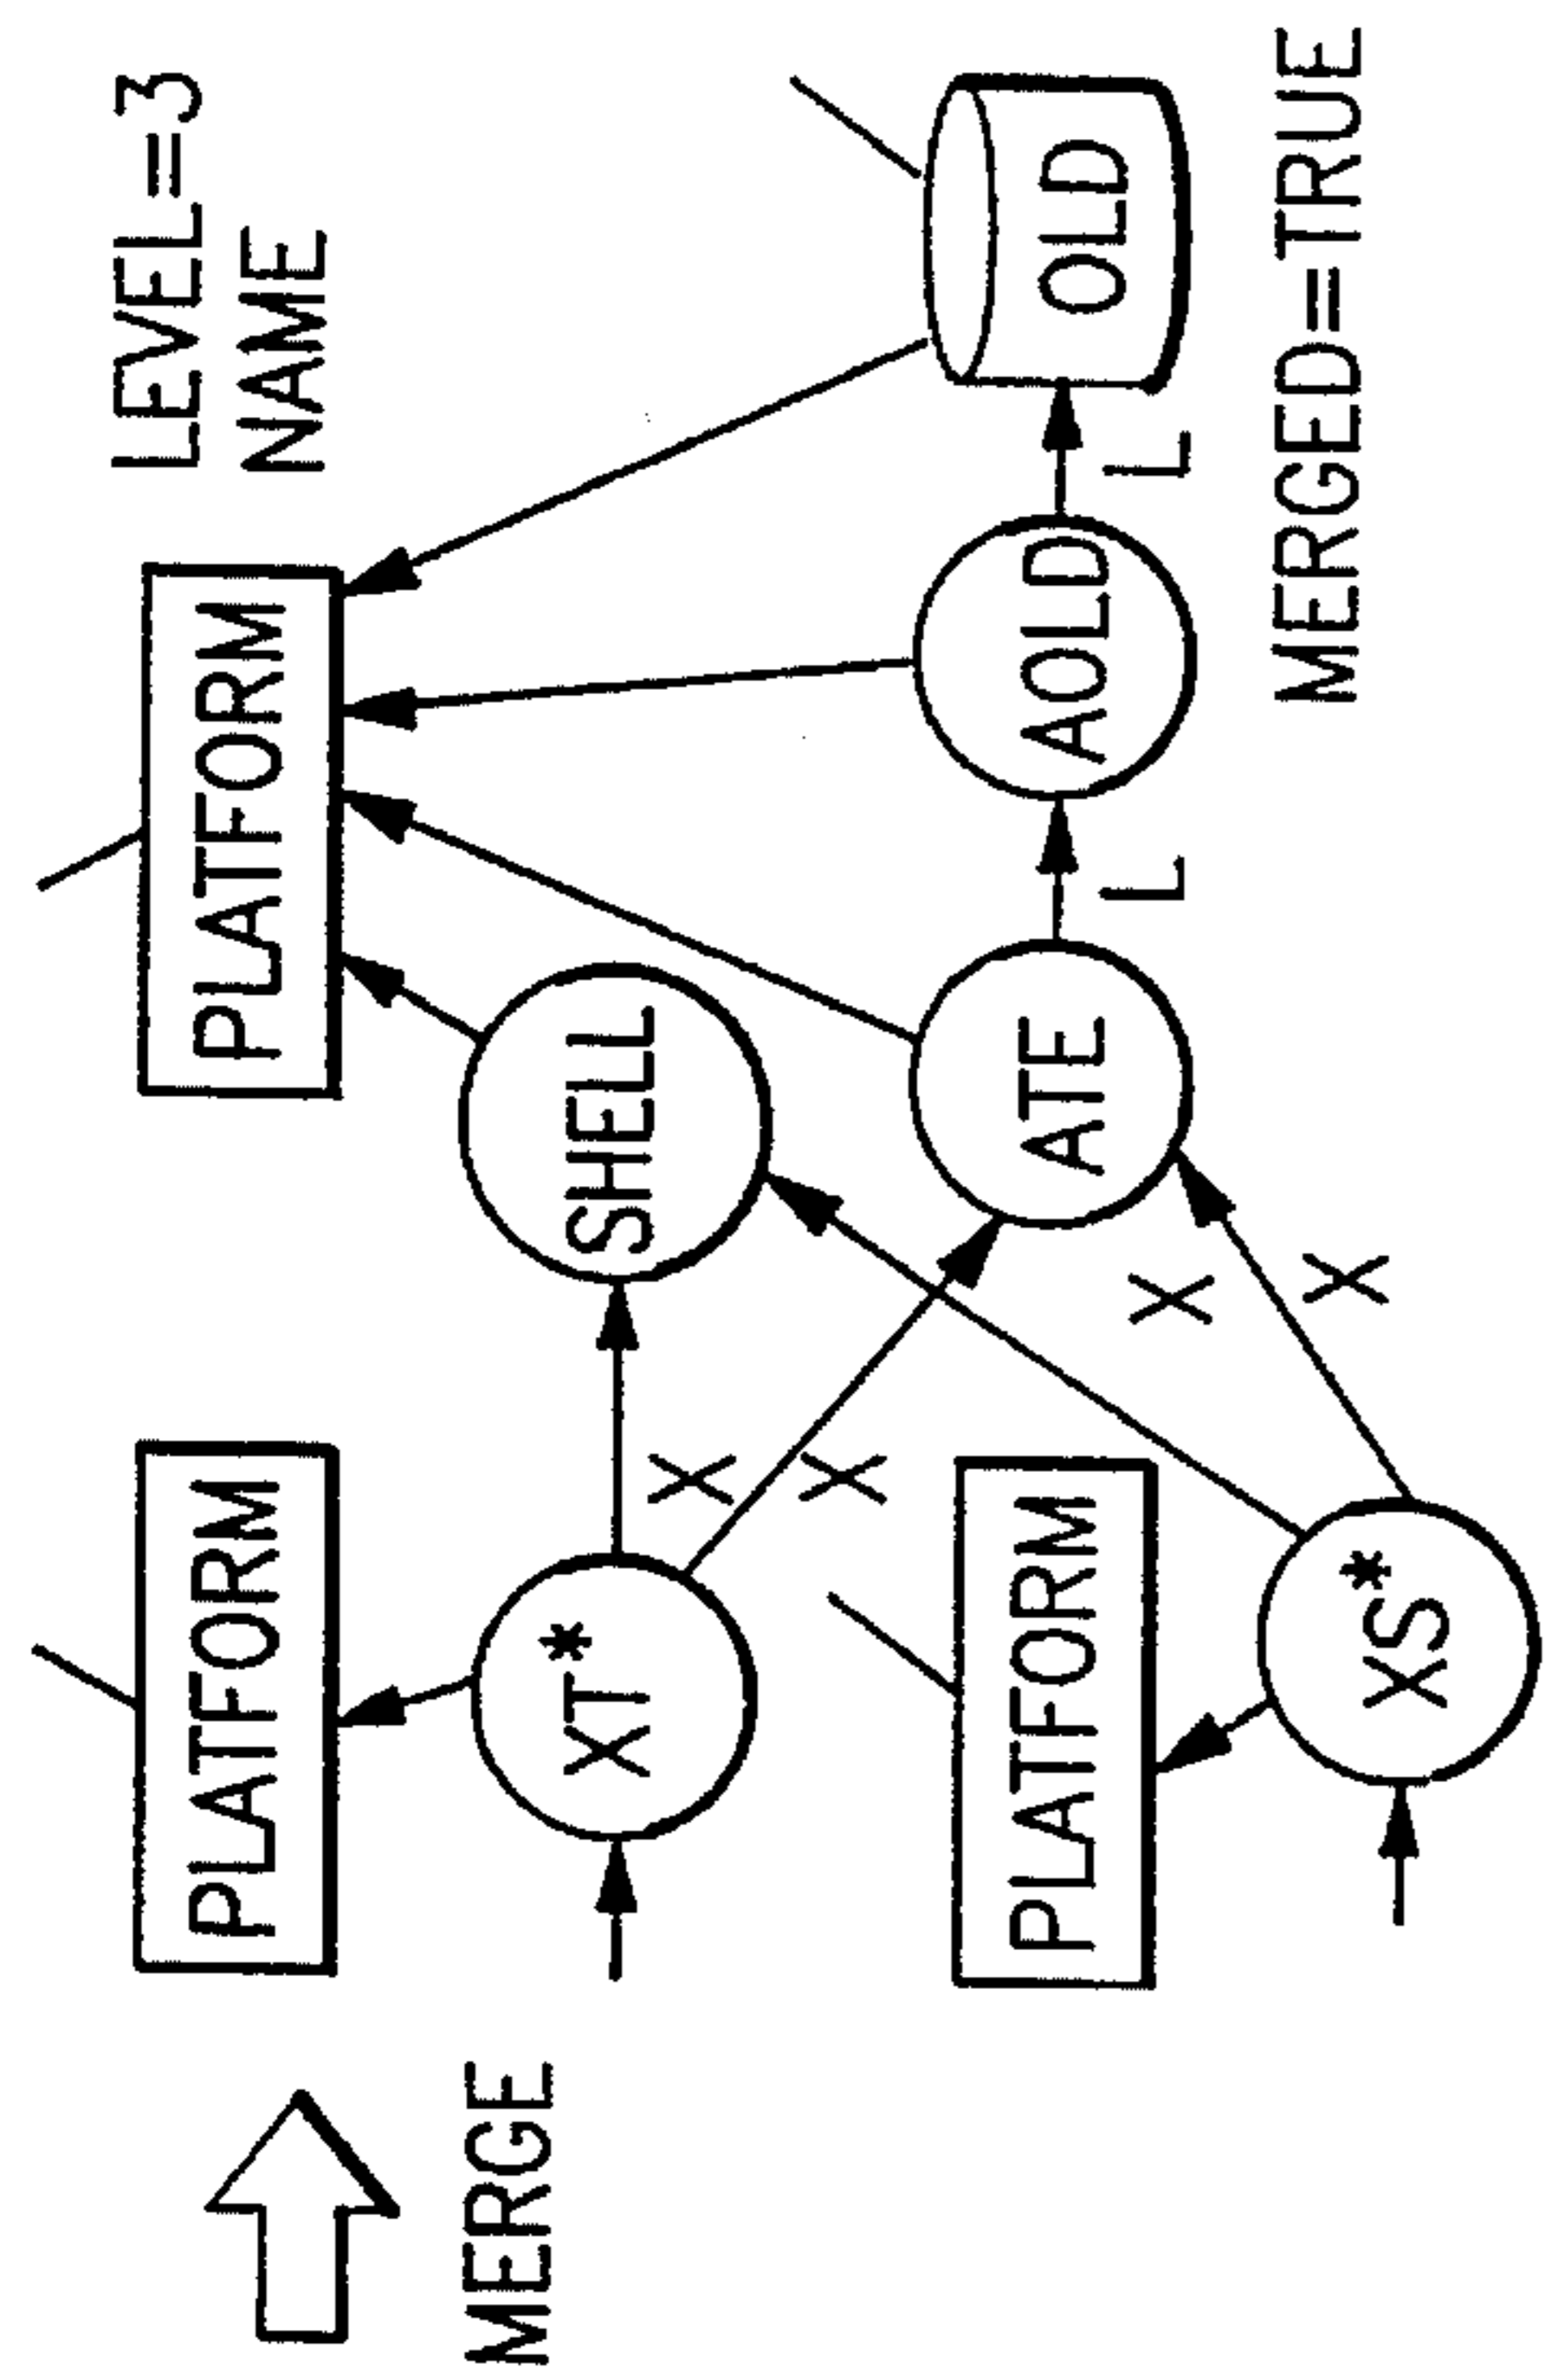 LEVEL=3
NAME
PLATFORM
PLATFORM
SHELL
XT*
X
X
PLATFORM
ATE
AOLD
OLD
L
L
X
X
XS*
MERGE
MERGED=TRUE